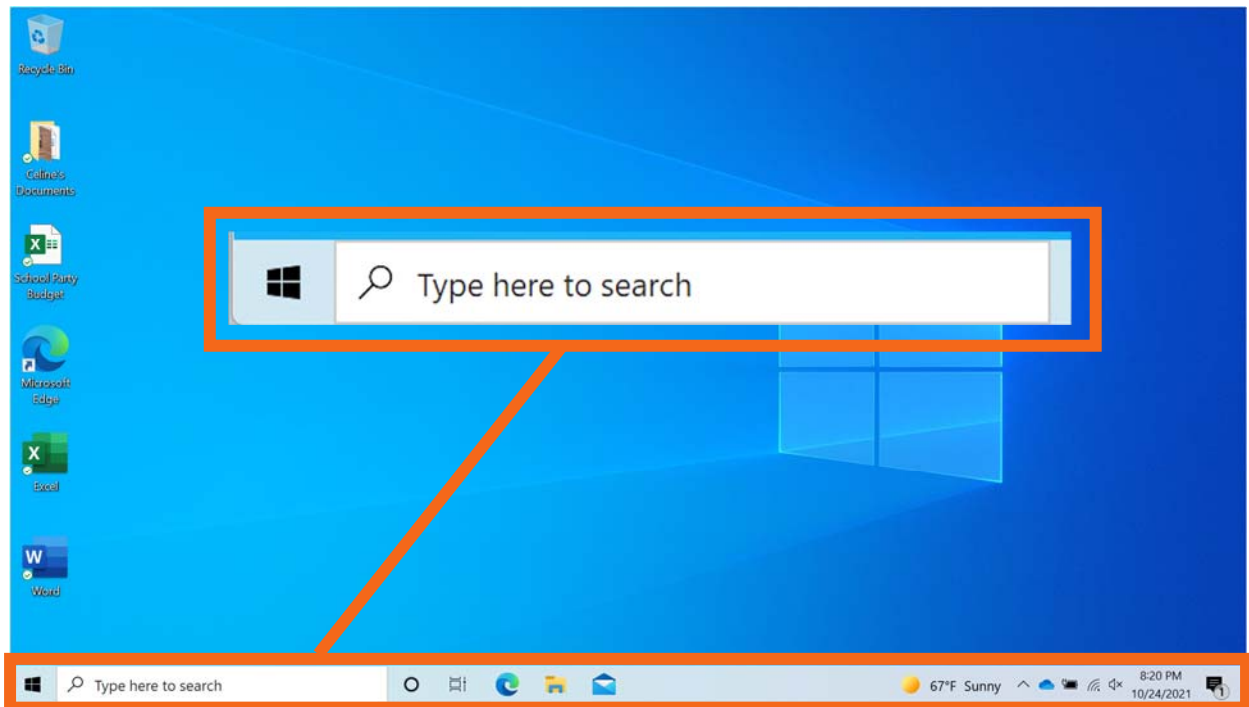 Recycle Bin
Celine's
Documents
School Party
Budget
Microsoft
Edge
Excel
Word
Type here to search
Type here to search
67°F Sunny
8:20 PM
10/24/2021
1